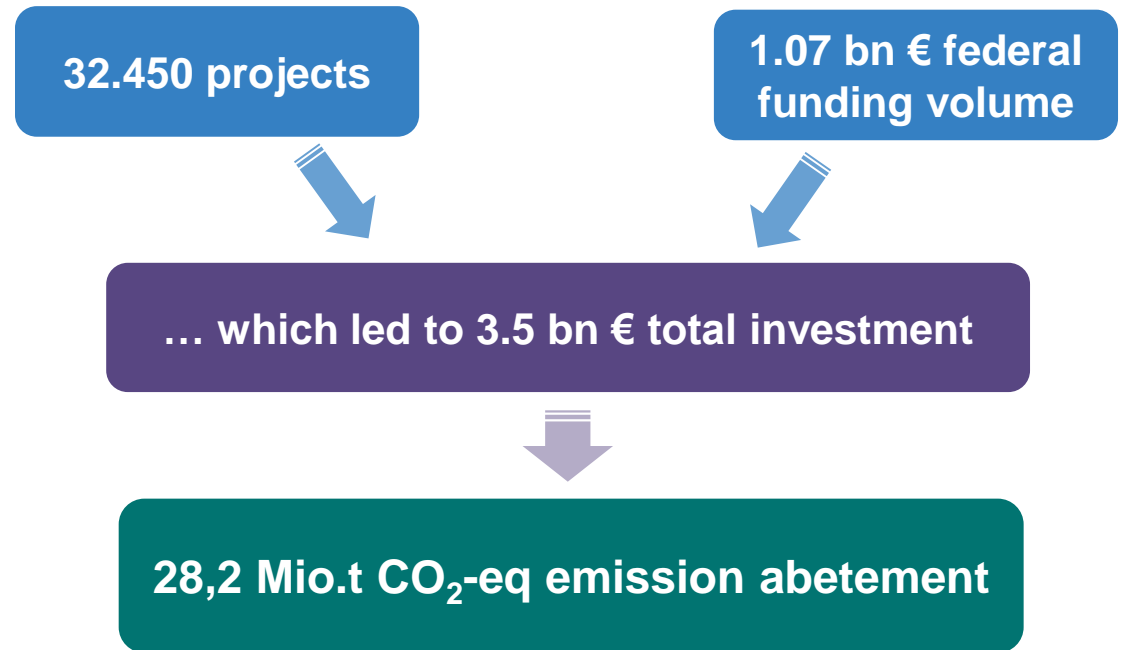 32.450 projects
1.07 bn € federal
funding volume
… which led to 3.5 bn € total investment
28,2 Mio.t CO₂-eq emission abetement